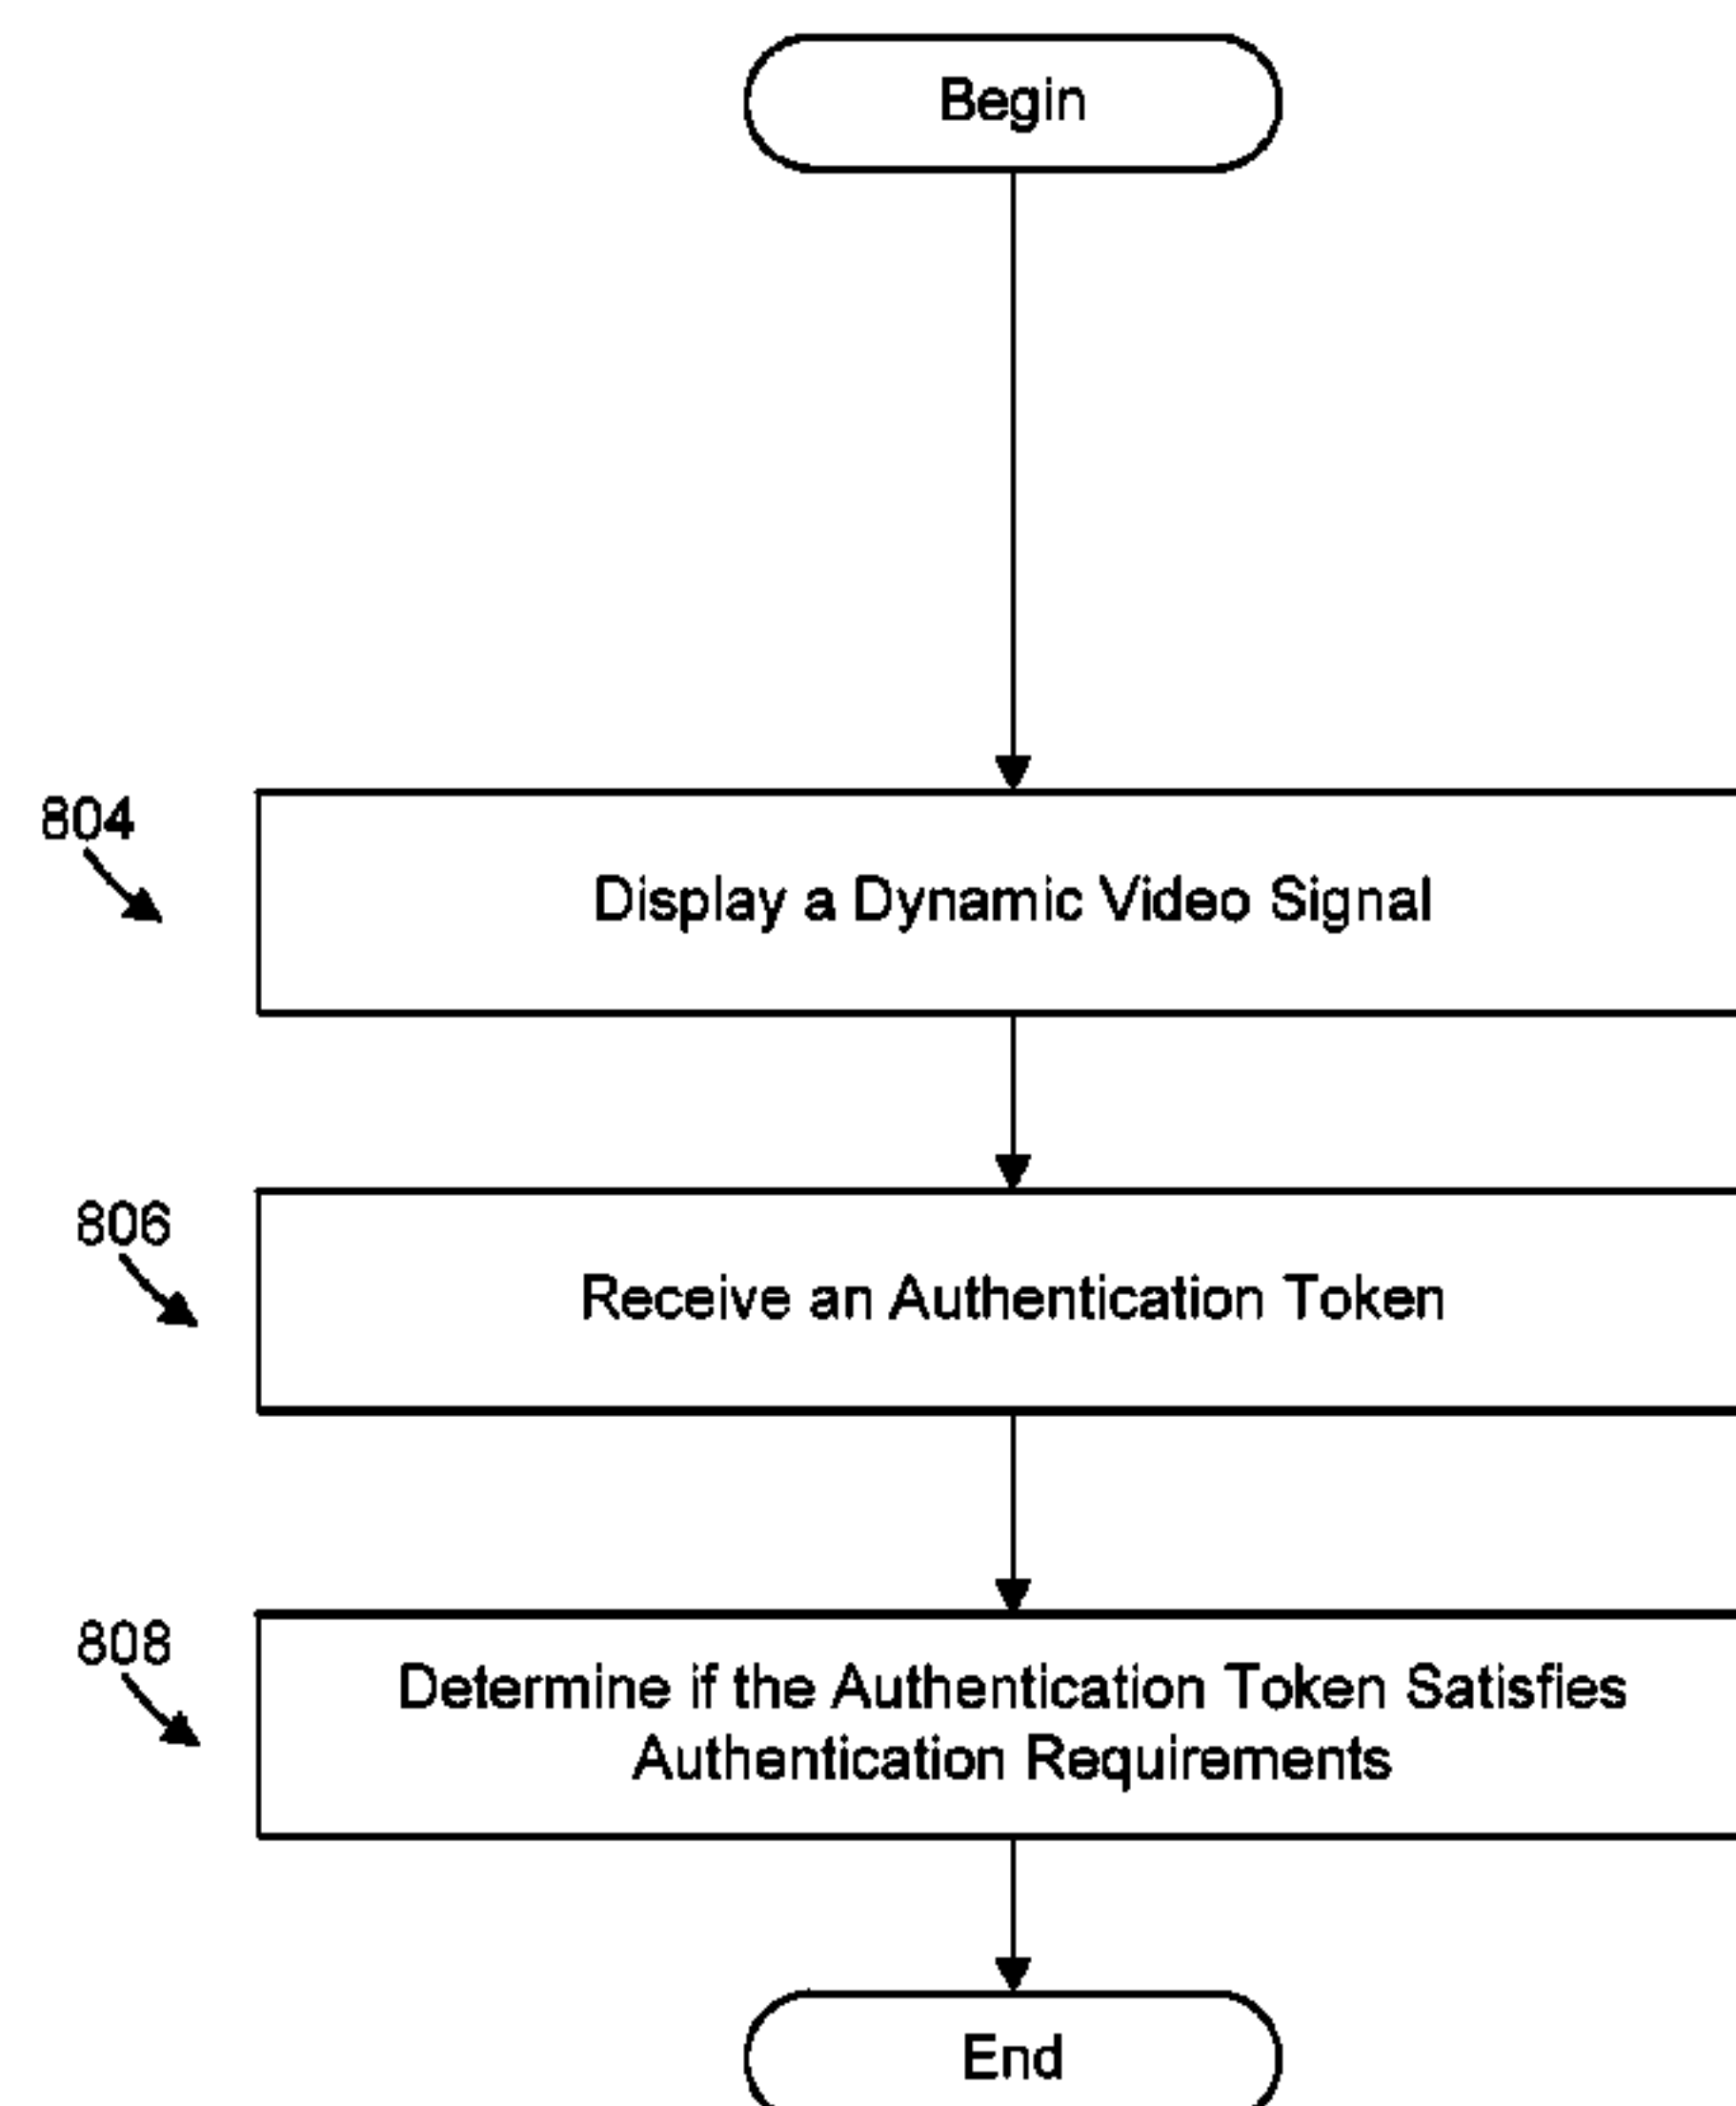 Begin
804
Display a Dynamic Video Signal
806
Receive an Authentication Token
808
Determine if the Authentication Token Satisfies
Authentication Requirements
End